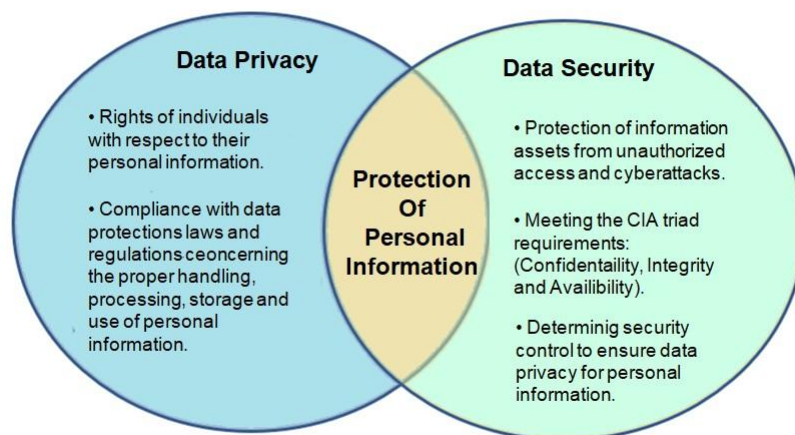 Data Privacy
• Rights of individuals
with respect to their
personal information.
• Compliance with data
protections laws and
regulations ceoncerning
the proper handling,
processing, storage and
use of personal
information.
Protection
Of
Personal
Information
Data Security
• Protection of information
assets from unauthorized
access and cyberattacks.
• Meeting the CIA triad
requirements:
(Confidentaility, Integrity
and Availibility).
• Determinig security
control to ensure data
privacy for personal
information.